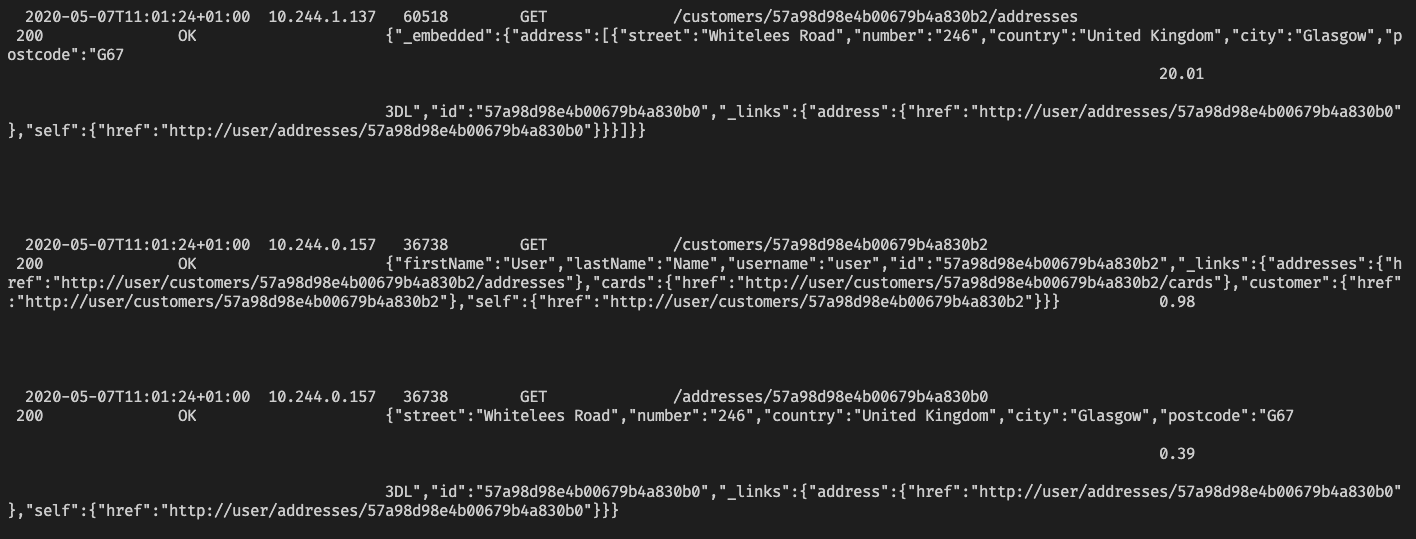 2020-05-07T11:01:24+01:00 10.244.1.137 60518 GET /customers/57a98d98e4b00679b4a830b2/addresses
200 OK {"_embedded":{"address":[{"street":"Whitelees Road","number":"246","country":"United Kingdom","city":"Glasgow","p
ostcode":"G67
20.01
3DL","id":"57a98d98e4b00679b4a830b0","_links":{"address":{"href":"http://user/addresses/57a98d98e4b00679b4a830b0"
},"self":{"href":"http://user/addresses/57a98d98e4b00679b4a830b0"}}}]}}
2020-05-07T11:01:24+01:00 10.244.0.157 36738 GET /customers/57a98d98e4b00679b4a830b2
200 OK {"firstName":"User","lastName":"Name","username":"user","id":"57a98d98e4b00679b4a830b2","_links":{"addresses":{"h
ref":"http://user/customers/57a98d98e4b00679b4a830b2/addresses"},"cards":{"href":"http://user/customers/57a98d98e4b00679b4a830b2/cards"},"customer":{"href"
:"http://user/customers/57a98d98e4b00679b4a830b2"},"self":{"href":"http://user/customers/57a98d98e4b00679b4a830b2"}}} 0.98
2020-05-07T11:01:24+01:00 10.244.0.157 36738 GET /addresses/57a98d98e4b00679b4a830b0
200 OK {"street":"Whitelees Road","number":"246","country":"United Kingdom","city":"Glasgow","postcode":"G67
0.39
3DL","id":"57a98d98e4b00679b4a830b0","_links":{"address":{"href":"http://user/addresses/57a98d98e4b00679b4a830b0"
},"self":{"href":"http://user/addresses/57a98d98e4b00679b4a830b0"}}}